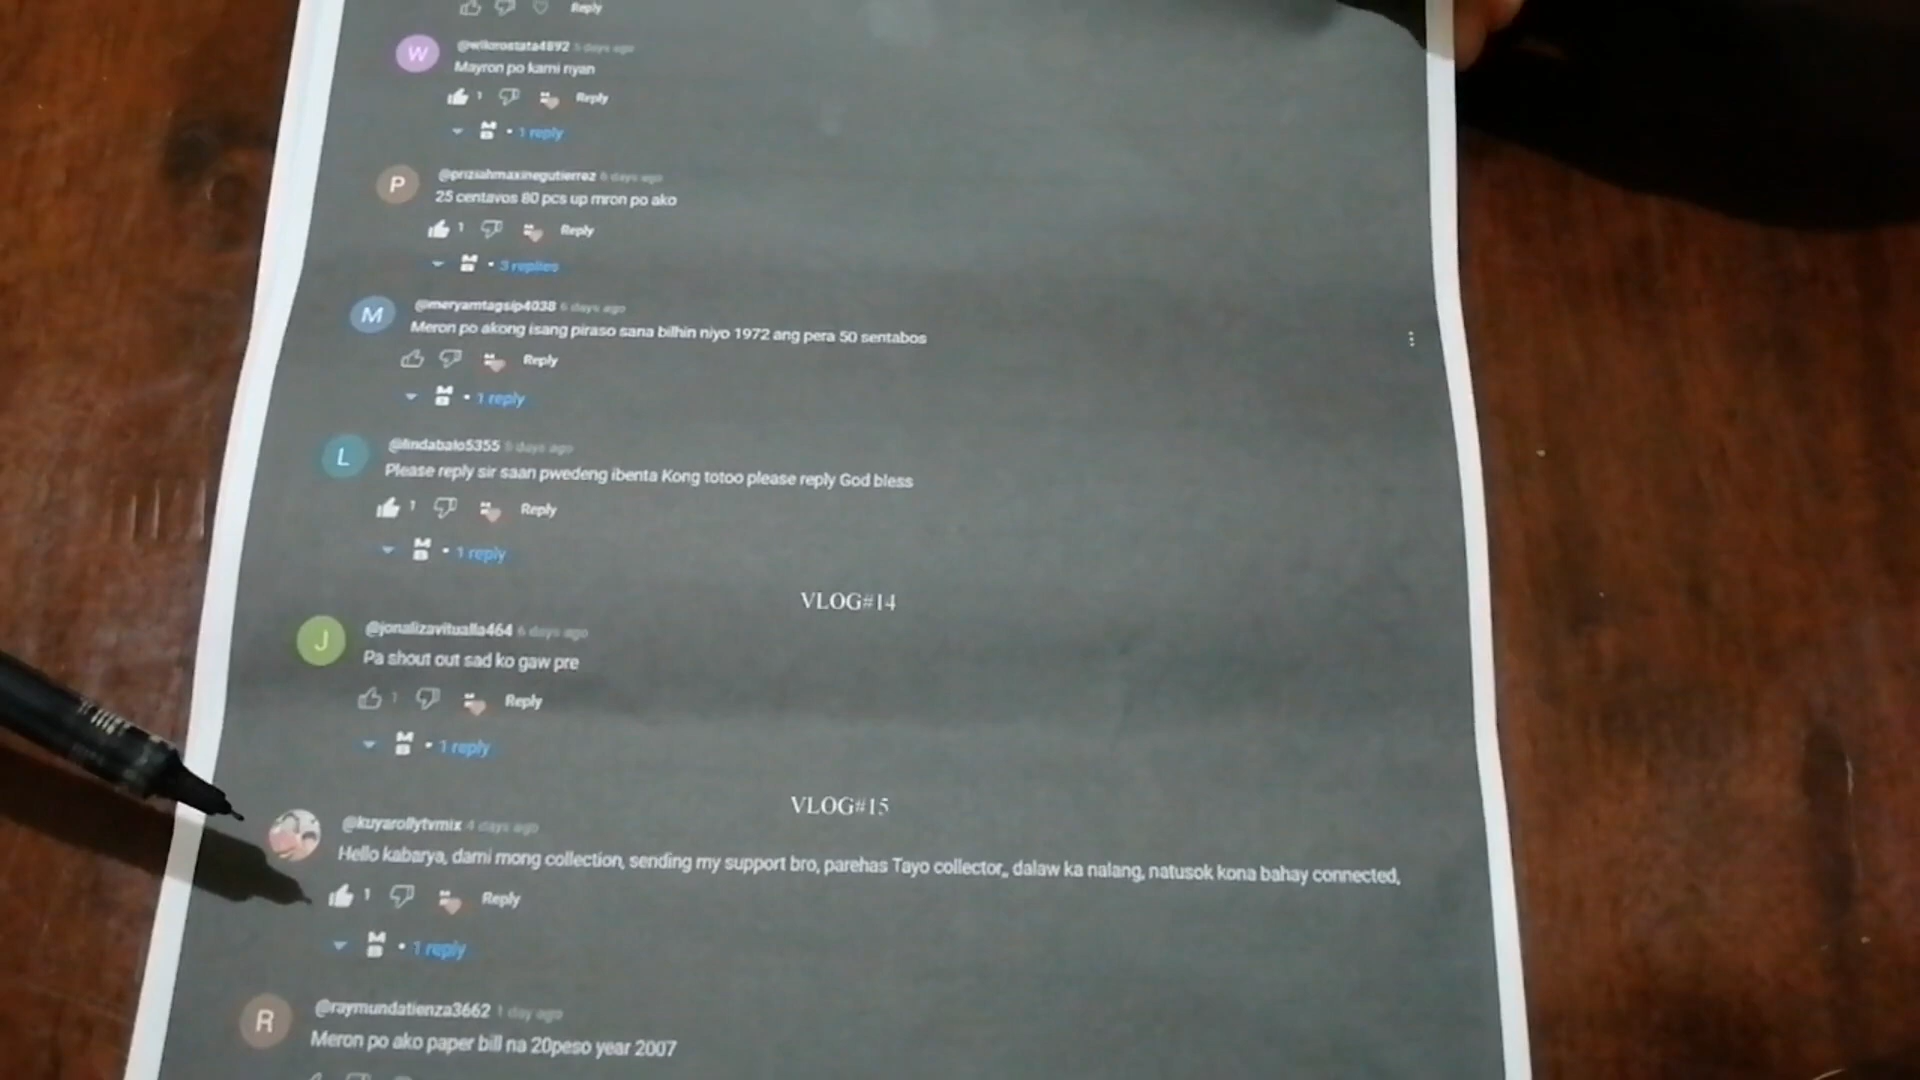 Reply
W
@wilorostata4892 5 days ago
Mayron po kami nyan
1 Reply
1 reply
P
@priziahmaxinegutierrez 6 days ago
25 centavos 80 pcs up mron po ako
1 Reply
3 replies
M
@meryamtagsip4038 6 days ago
Meron po akong isang piraso sana bilhin niyo 1972 ang pera 50 sentabos
Reply
1 reply
L
@lindabalo5355 5 days ago
Please reply sir saan pwedeng ibenta Kong totoo please reply God bless
1 Reply
1 reply
VLOG#14
J
@jonalizavitualla464 6 days ago
Pa shout out sad ko gaw pre
1 Reply
1 reply
VLOG#15
@kuyarollytvmix 4 days ago
Hello kabarya, dami mong collection, sending my support bro, parehas Tayo collector,, dalaw ka nalang, natusok kona bahay connected,
1 Reply
1 reply
R
@raymundatienza3662 1 day ago
Meron po ako paper bill na 20peso year 2007